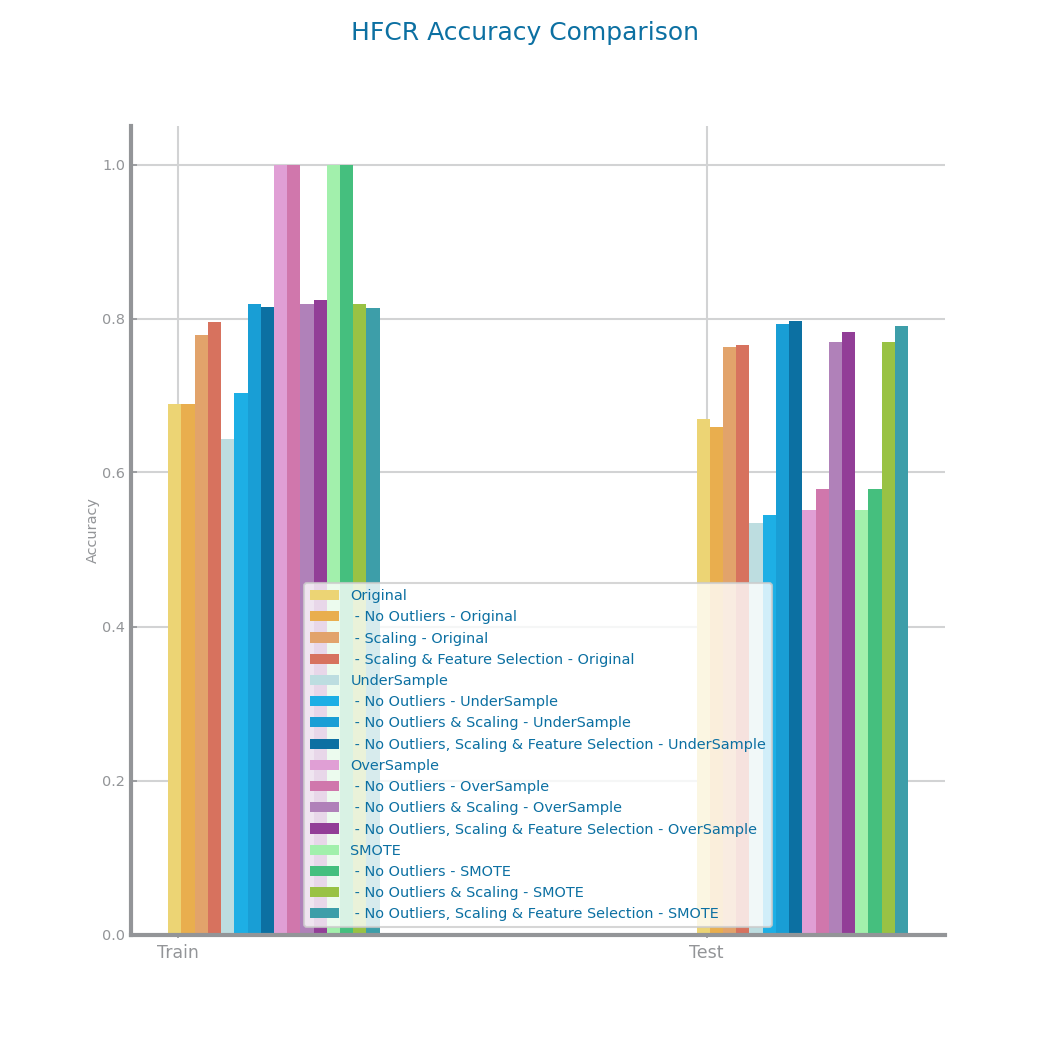 HFCR Accuracy Comparison
1.0
0.8
0.6
0.4
0.2
0.0
Accuracy
Original
- No Outliers - Original
- Scaling - Original
- Scaling & Feature Selection - Original
UnderSample
- No Outliers - UnderSample
- No Outliers & Scaling - UnderSample
- No Outliers, Scaling & Feature Selection - UnderSample
OverSample
- No Outliers - OverSample
- No Outliers & Scaling - OverSample
- No Outliers, Scaling & Feature Selection - OverSample
SMOTE
- No Outliers - SMOTE
- No Outliers & Scaling - SMOTE
- No Outliers, Scaling & Feature Selection - SMOTE
Train
Test